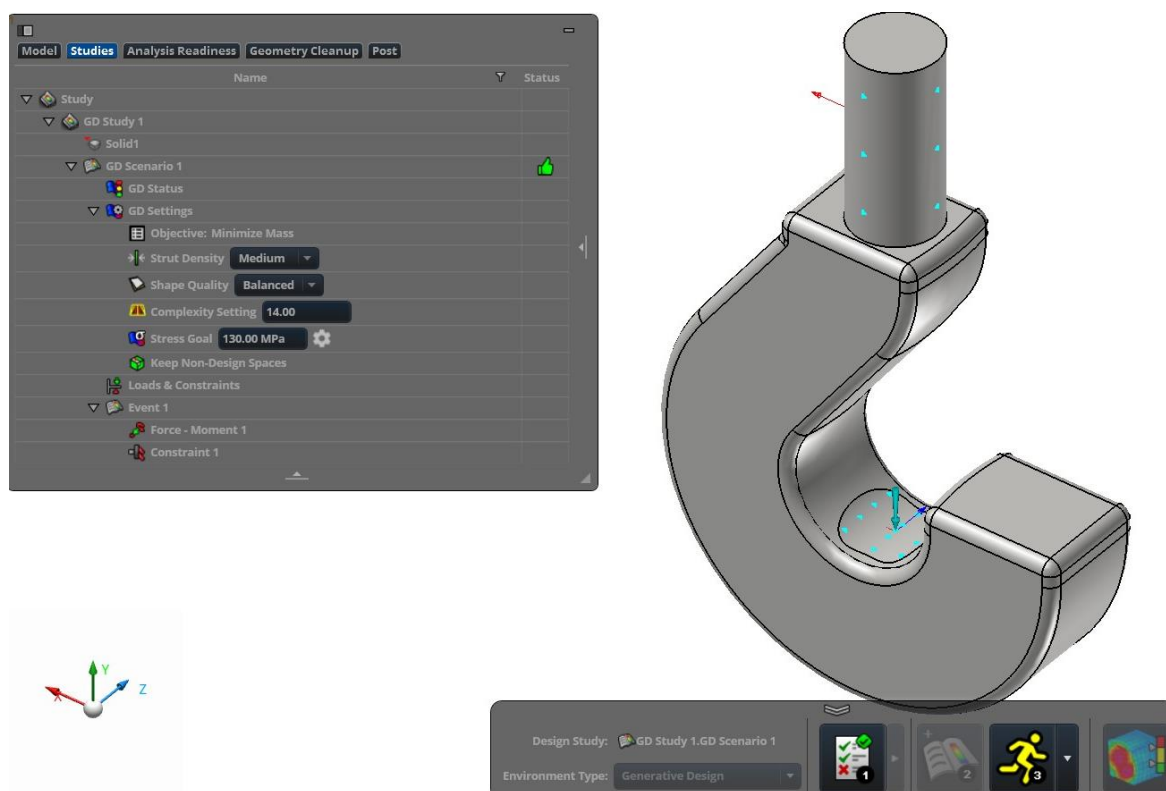 Model Studies Analysis Readiness Geometry Cleanup Post
Name Status
Study
GD Study 1
Solid1
GD Scenario 1
GD Status
GD Settings
Objective: Minimize Mass
Strut Density Medium
Shape Quality Balanced
Complexity Setting 14.00
Stress Goal 130.00 MPa
Keep Non-Design Spaces
Loads & Constraints
Event 1
Force - Moment 1
Constraint 1
X Y Z
Design Study: GD Study 1.GD Scenario 1
Environment Type: Generative Design
1 2 3